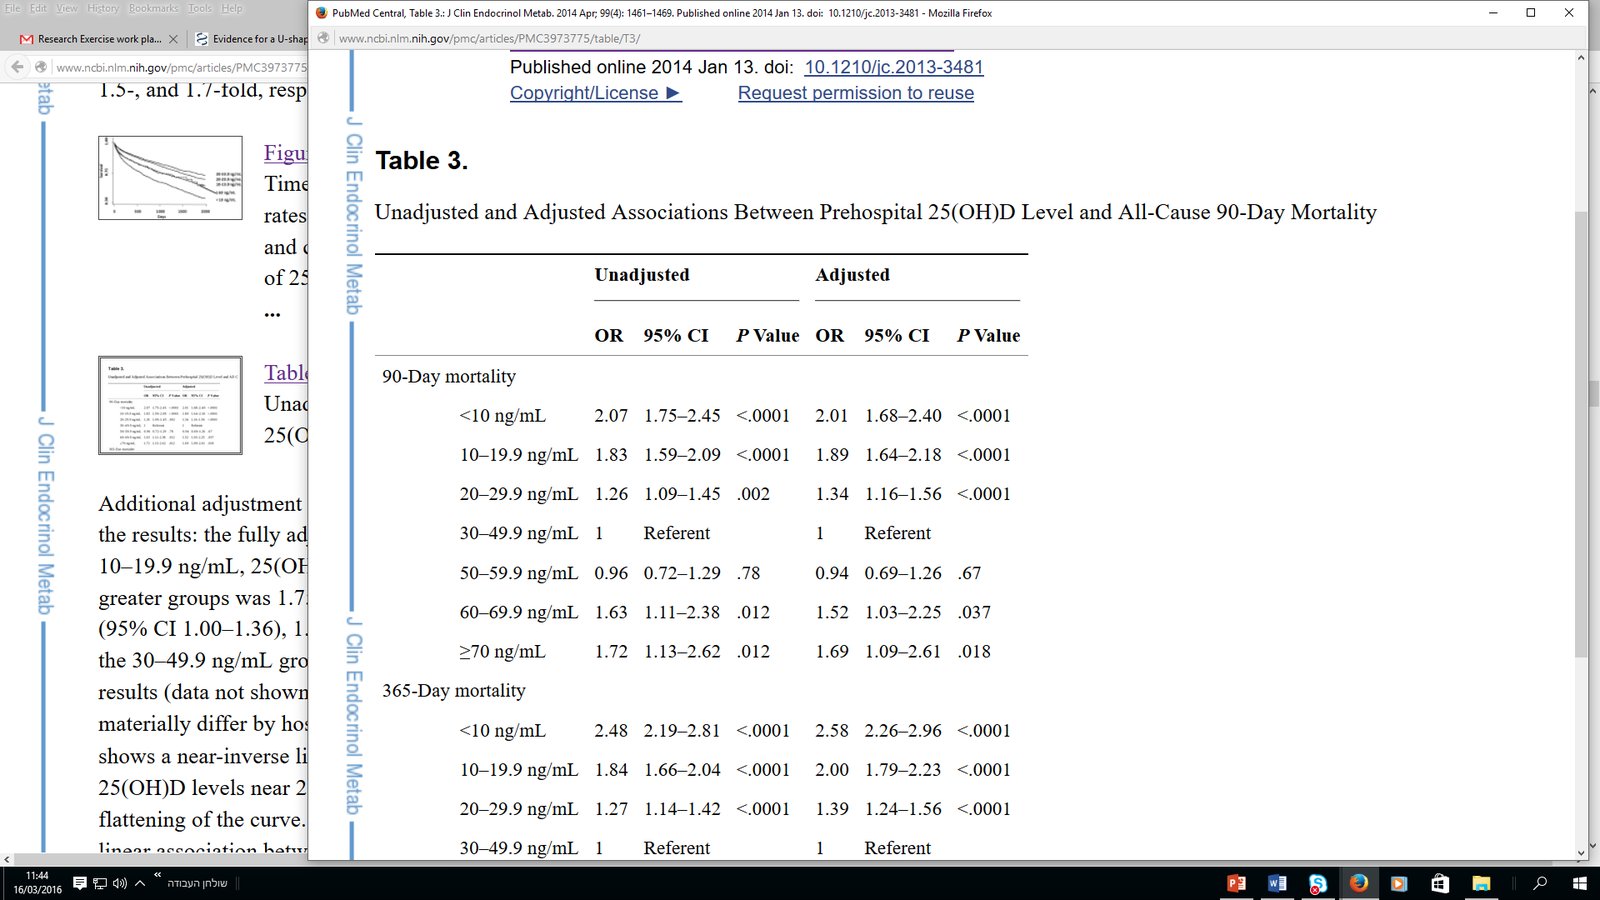 File Edit View History Bookmarks Tools Help
PubMed Central, Table 3.: J Clin Endocrinol Metab. 2014 Apr; 99(4): 1461–1469. Published online 2014 Jan 13. doi: 10.1210/jc.2013-3481 - Mozilla Firefox
Research Exercise work pla...
Evidence for a U-shap
www.ncbi.nlm.nih.gov/pmc/articles/PMC3973775/table/T3/
www.ncbi.nlm.nih.gov/pmc/articles/PMC3973775
etab
J Clin Endocrinol Metab
1.5-, and 1.7-fold, resp
Figu
Time
rates
and
of 25
...
Table 3.
Tabl
Unad
25(O
Additional adjustment
the results: the fully ad
10–19.9 ng/mL, 25(OH
greater groups was 1.7
(95% CI 1.00–1.36), 1.
the 30–49.9 ng/mL gro
results (data not shown
materially differ by hos
shows a near-inverse li
25(OH)D levels near 2
flattening of the curve.
linear association betw
J Clin Endocrinol Metab
J Clin Endocrinol Metab
Published online 2014 Jan 13. doi: 10.1210/jc.2013-3481
Copyright/License ► Request permission to reuse
Table 3.
Unadjusted and Adjusted Associations Between Prehospital 25(OH)D Level and All-Cause 90-Day Mortality
Unadjusted Adjusted
OR 95% CI P Value OR 95% CI P Value
90-Day mortality
<10 ng/mL 2.07 1.75–2.45 <.0001 2.01 1.68–2.40 <.0001
10–19.9 ng/mL 1.83 1.59–2.09 <.0001 1.89 1.64–2.18 <.0001
20–29.9 ng/mL 1.26 1.09–1.45 .002 1.34 1.16–1.56 <.0001
30–49.9 ng/mL 1 Referent 1 Referent
50–59.9 ng/mL 0.96 0.72–1.29 .78 0.94 0.69–1.26 .67
60–69.9 ng/mL 1.63 1.11–2.38 .012 1.52 1.03–2.25 .037
≥70 ng/mL 1.72 1.13–2.62 .012 1.69 1.09–2.61 .018
365-Day mortality
<10 ng/mL 2.48 2.19–2.81 <.0001 2.58 2.26–2.96 <.0001
10–19.9 ng/mL 1.84 1.66–2.04 <.0001 2.00 1.79–2.23 <.0001
20–29.9 ng/mL 1.27 1.14–1.42 <.0001 1.39 1.24–1.56 <.0001
30–49.9 ng/mL 1 Referent 1 Referent
11:44
16/03/2016
שולחן העבודה